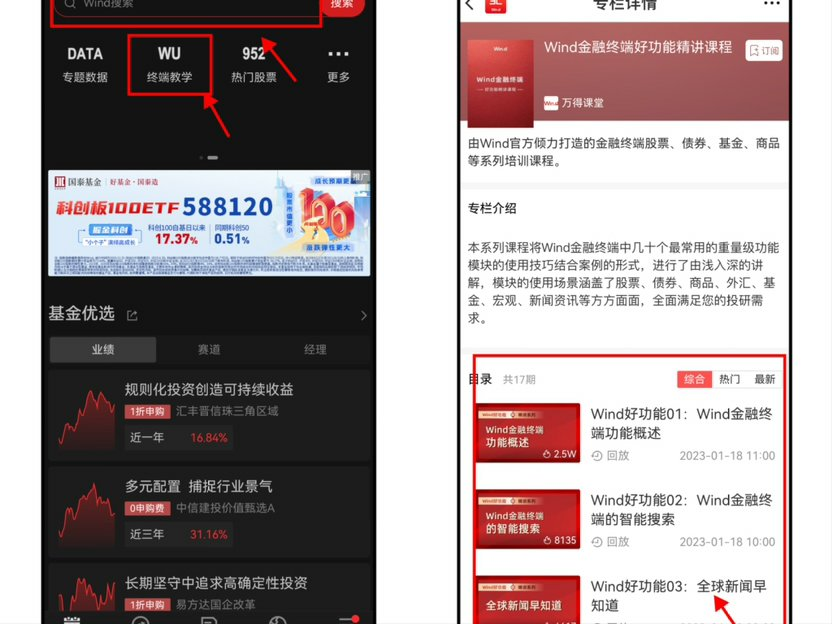 Wind搜索
搜索
DATA
WU
952
专题数据
终端教学
热门股票
更多
国泰基金
好基金·国泰造
推广
科创板100ETF 588120
掘金科创
"小个子"演绎高成长
科创100自基日以来
17.37%
同期科创50
0.51%
股票市值更小
成长预期更
涨跌弹性更大
100
基金优选
业绩
赛道
经理
规则化投资创造可持续收益
1折申购 汇丰晋信珠三角区域
近一年 16.84%
多元配置 捕捉行业景气
0申购费 中信建投价值甄选A
近三年 31.16%
长期坚守中追求高确定性投资
1折申购 易方达国企改革
专栏详情
Wind
Wind金融终端
好功能精讲课程
Wind金融终端好功能精讲课程
订阅
万得课堂
由Wind官方倾力打造的金融终端股票、债券、基金、商品
等系列培训课程。
专栏介绍
本系列课程将Wind金融终端中几十个最常用的重量级功能
模块的使用技巧结合案例的形式，进行了由浅入深的讲
解，模块的使用场景涵盖了股票、债券、商品、外汇、基
金、宏观、新闻资讯等方方面面，全面满足您的投研需
求。
目录 共17期
综合 热门 最新
Wind金融终端
功能概述
2.5W
Wind好功能01：Wind金融终
端功能概述
回放 2023-01-18 11:00
Wind金融终端
的智能搜索
8135
Wind好功能02：Wind金融终
端的智能搜索
回放 2023-01-18 10:00
全球新闻早知道
Wind好功能03：全球新闻早
知道